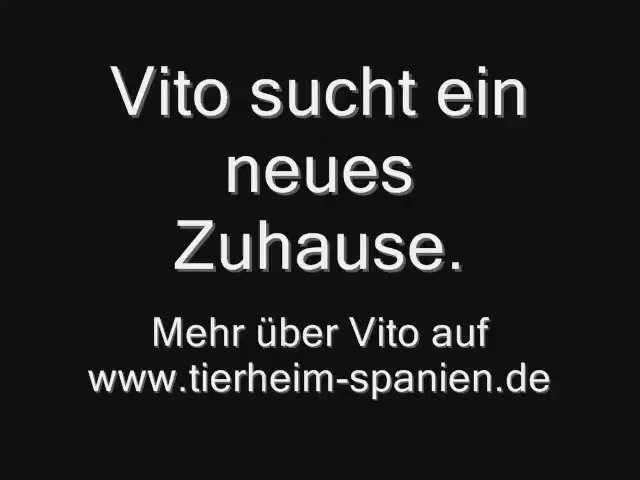 Vito sucht ein
neues
Zuhause.
Mehr über Vito auf
www.tierheim-spanien.de